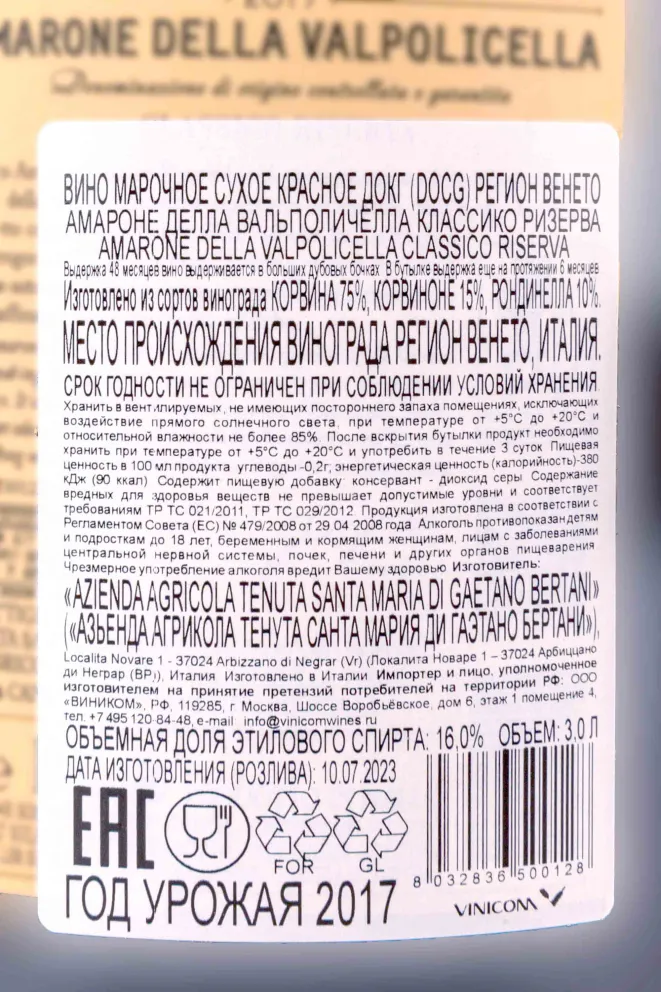 2017
MARONE DELLA VALPOLICELLA
Denominazione di origine controllata e garantita
ВИНО МАРОЧНОЕ СУХОЕ КРАСНОЕ ДОКГ (DOCG) РЕГИОН ВЕНЕТО
АМАРОНЕ ДЕЛЛА ВАЛЬПОЛИЧЕЛЛА КЛАССИКО РИЗЕРВА
AMARONE DELLA VALPOLICELLA CLASSICO RISERVA
Выдержка 48 месяцев вино выдерживается в больших дубовых бочках. В бутылке выдержка еще на протяжении 6 месяцев
Изготовлено из сортов винограда КОРВИНА 75%, КОРВИНОНЕ 15%, РОНДИНЕЛЛА 10%.
МЕСТО ПРОИСХОЖДЕНИЯ ВИНОГРАДА РЕГИОН ВЕНЕТО, ИТАЛИЯ.
СРОК ГОДНОСТИ НЕ ОГРАНИЧЕН ПРИ СОБЛЮДЕНИИ УСЛОВИЙ ХРАНЕНИЯ.
Хранить в вентилируемых, не имеющих постороннего запаха помещениях, исключающих
воздействие прямого солнечного света, при температуре от +5°С до +20°С и
относительной влажности не более 85%. После вскрытия бутылки продукт необходимо
хранить при температуре от +5°С до +20°С и употребить в течение 3 суток Пищевая
ценность в 100 мл продукта углеводы -0,2г; энергетическая ценность (калорийность)-380
кДж (90 ккал) Содержит пищевую добавку консервант - диоксид серы Содержание
вредных для здоровья веществ не превышает допустимые уровни и соответствует
требованиям ТР ТС 021/2011, ТР ТС 029/2012. Продукция изготовлена в соответствии с
Регламентом Совета (ЕС) № 479/2008 от 29 04 2008 года Алкоголь противопоказан детям
и подросткам до 18 лет, беременным и кормящим женщинам, лицам с заболеваниями
центральной нервной системы, почек, печени и других органов пищеварения
Чрезмерное употребление алкоголя вредит Вашему здоровью Изготовитель:
«AZIENDA AGRICOLA TENUTA SANTA MARIA DI GAETANO BERTANI»
(«АЗЬЕНДА АГРИКОЛА ТЕНУТА САНТА МАРИЯ ДИ ГАЭТАНО БЕРТАНИ»),
Localita Novare 1 - 37024 Arbizzano di Negrar (Vr) (Локалита Новаре 1 – 37024 Арбиццано
ди Неграр (ВР)), Италия Изготовлено в Италии Импортер и лицо, уполномоченное
изготовителем на принятие претензий потребителей на территории РФ: ООО
«ВИНИКОМ», РФ, 119285, г. Москва, Шоссе Воробьёвское, дом 6, этаж 1 помещение 4,
тел. +7 495 120-84-48, e-mail info@vinicomwines ru
ОБЪЕМНАЯ ДОЛЯ ЭТИЛОВОГО СПИРТА: 16,0% ОБЪЕМ: 3,0 Л
ДАТА ИЗГОТОВЛЕНИЯ (РОЗЛИВА): 10.07.2023
EAC
FOR GL
8 032836 500128
ГОД УРОЖАЯ 2017
VINICOM